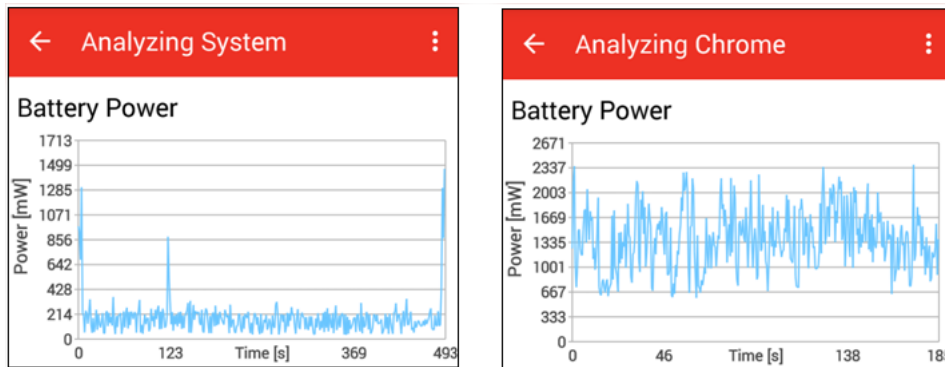 Analyzing System
Battery Power
1713
1499
1285
1071
856
642
428
214
0
Power [mW]
0 123 Time [s] 369 493
Analyzing Chrome
Battery Power
2671
2337
2003
1669
1335
1001
667
333
0
Power [mW]
0 46 Time [s] 138